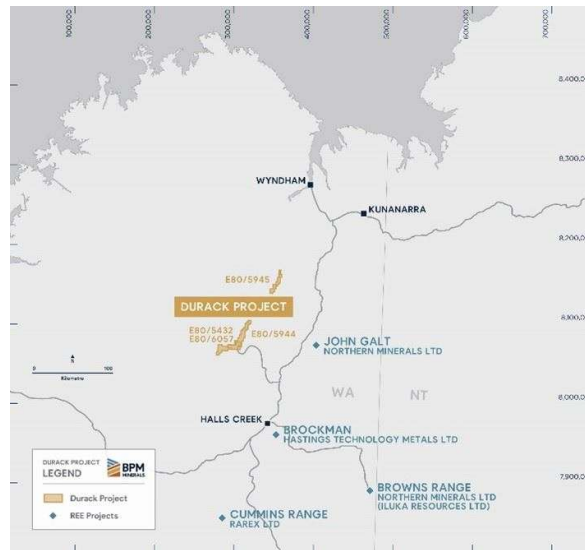 100,000
200,000
300,000
400,000
500,000
600,000
700,000
8,400,000
8,300,000
WYNDHAM
KUNANARRA
8,200,000
E80/5945
DURACK PROJECT
E80/5432
E80/6057
E80/5944
JOHN GALT
NORTHERN MINERALS LTD
N
100
Kilometre
WA
NT
8,000,000
HALLS CREEK
BROCKMAN
HASTINGS TECHNOLOGY METALS LTD
DURACK PROJECT
LEGEND
BPM
MINERALS
Durack Project
REE Projects
7,900,000
BROWNS RANGE
NORTHERN MINERALS LTD
(ILUKA RESOURCES LTD)
CUMMINS RANGE
RAREX LTD